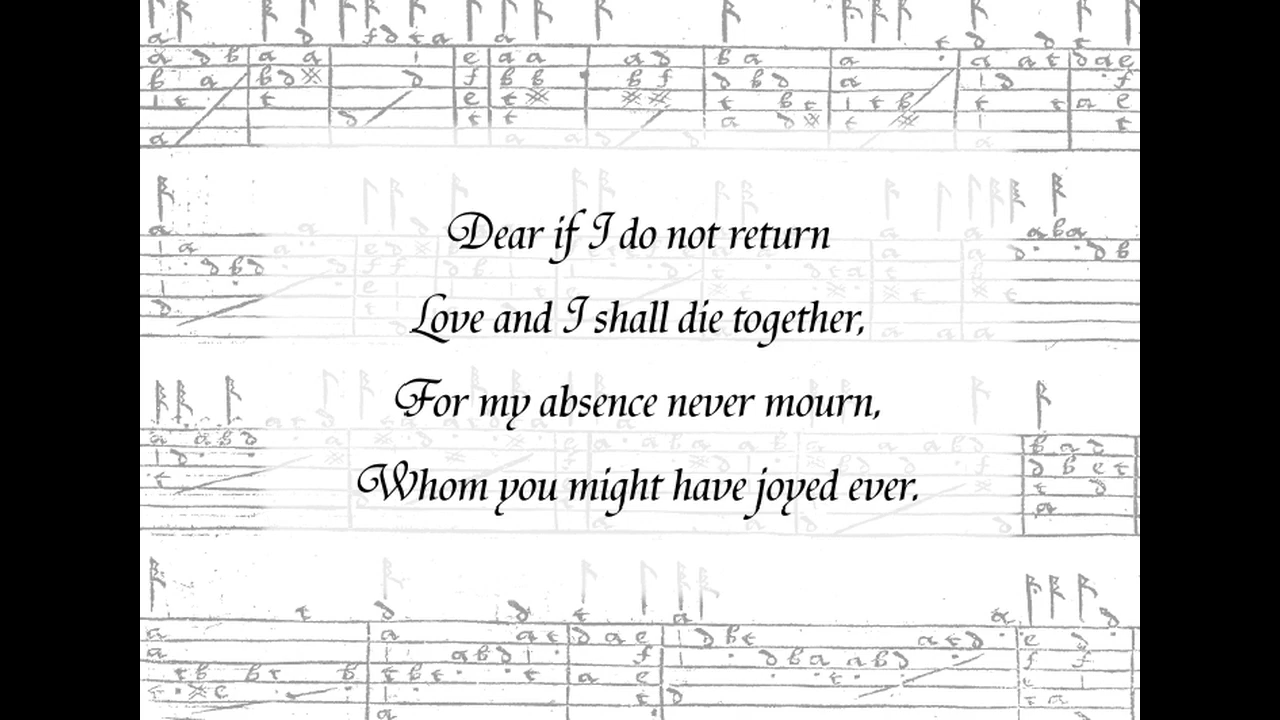 Dear if I do not return
Love and I shall die together,
For my absence never mourn,
Whom you might have joyed ever.